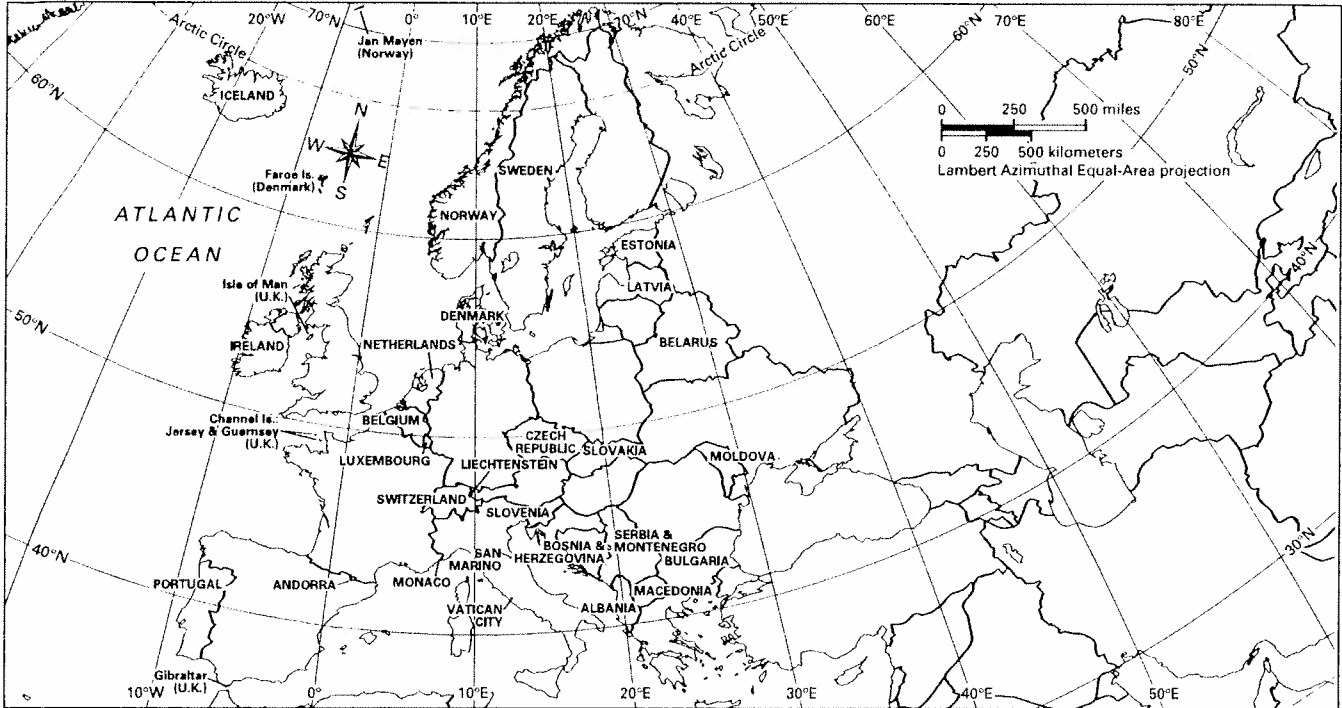 20°W
70°N
0°
10°E
20°E
70°N
40°E
60°N
70°E
80°E
Jan Mayen
(Norway)
Arctic Circle
Arctic Circle
50°N
60°N
ICELAND
N
W
E
S
0 250 500 miles
0 250 500 kilometers
Lambert Azimuthal Equal-Area projection
Faroe Is.
(Denmark)
SWEDEN
NORWAY
ATLANTIC
OCEAN
ESTONIA
40°N
Isle of Man
(U.K.)
LATVIA
50°N
DENMARK
IRELAND
NETHERLANDS
BELARUS
Channel Is.
Jersey & Guernsey
(U.K.)
BELGIUM
CZECH
REPUBLIC
SLOVAKIA
MOLDOVA
LUXEMBOURG
LIECHTENSTEIN
SWITZERLAND
SLOVENIA
40°N
30°N
SERBIA &
MONTENEGRO
BOSNIA &
HERZEGOVINA
SAN
MARINO
BULGARIA
PORTUGAL
ANDORRA
MONACO
MACEDONIA
VATICAN
CITY
ALBANIA
Gibraltar
(U.K.)
10°W
0°
10°E
20°E
30°E
40°E
50°E